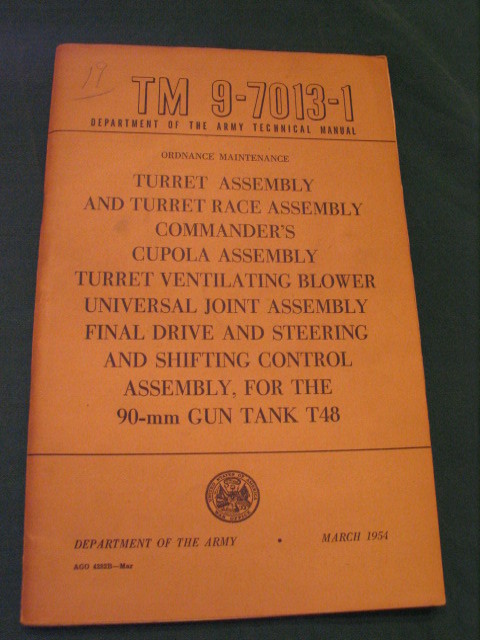 19
TM 9-7013-1
DEPARTMENT OF THE ARMY TECHNICAL MANUAL
ORDNANCE MAINTENANCE
TURRET ASSEMBLY
AND TURRET RACE ASSEMBLY
COMMANDER'S
CUPOLA ASSEMBLY
TURRET VENTILATING BLOWER
UNIVERSAL JOINT ASSEMBLY
FINAL DRIVE AND STEERING
AND SHIFTING CONTROL
ASSEMBLY, FOR THE
90-mm GUN TANK T48
DEPARTMENT OF THE ARMY • MARCH 1954